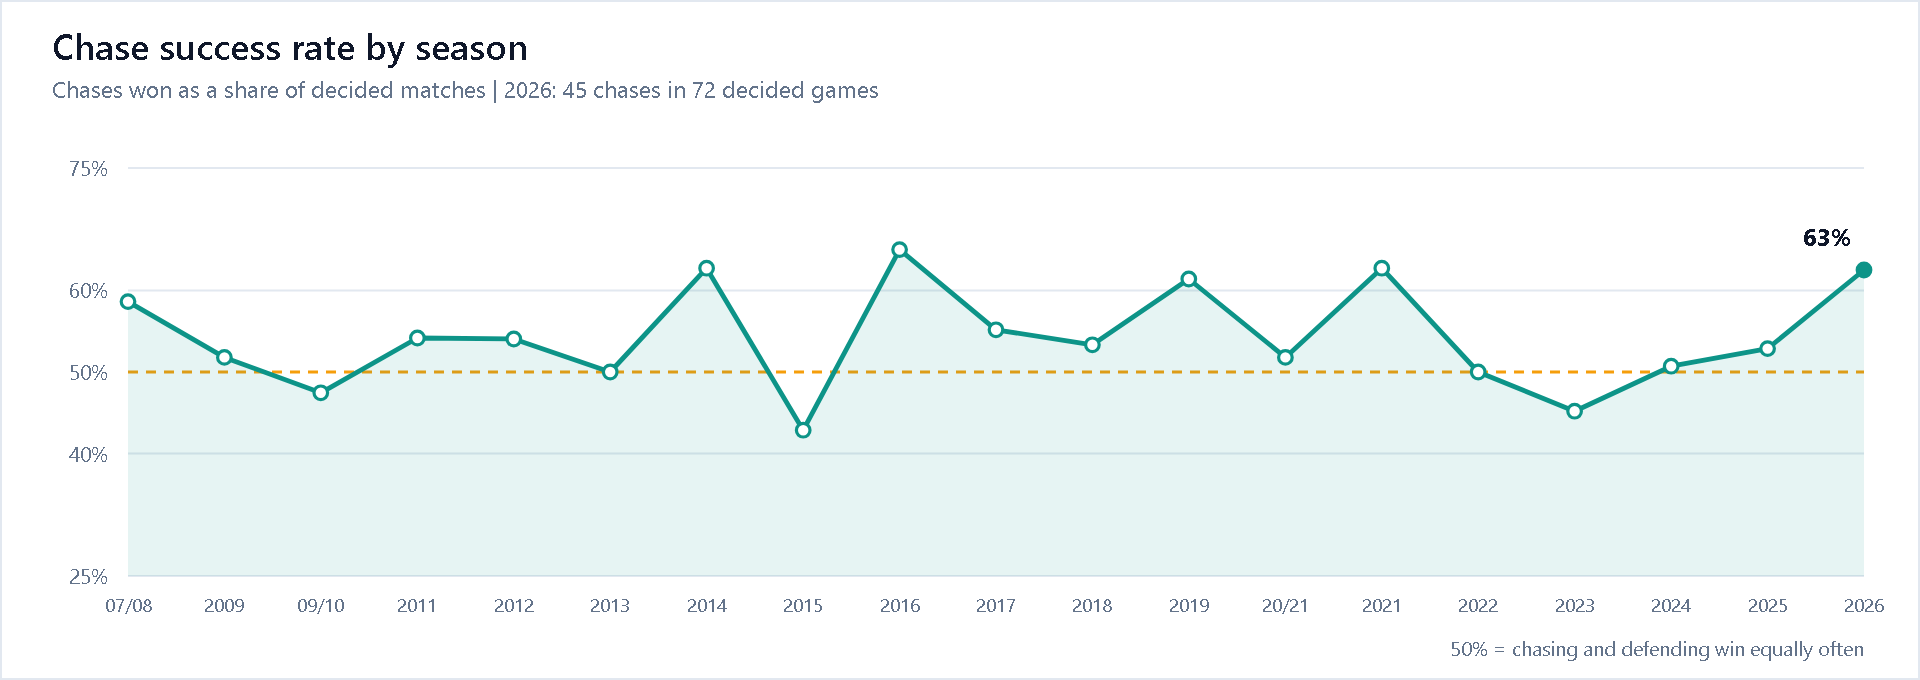 Chase success rate by season
Chases won as a share of decided matches | 2026: 45 chases in 72 decided games
75%
63%
60%
50%
40%
25%
07/08 2009 09/10 2011 2012 2013 2014 2015 2016 2017 2018 2019 20/21 2021 2022 2023 2024 2025 2026
50% = chasing and defending win equally often